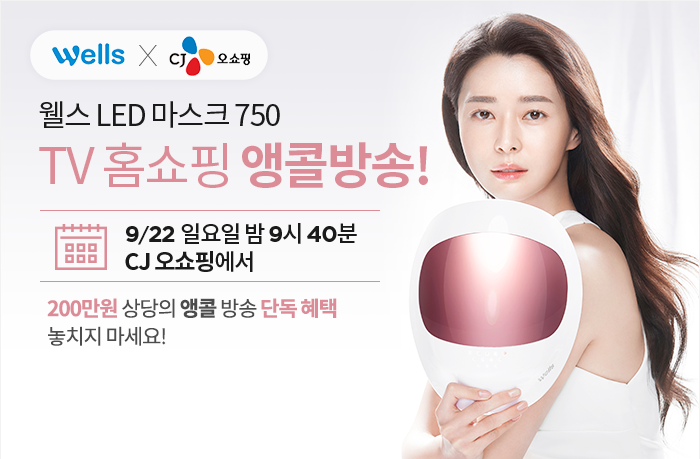 Wells X CJ 오쇼핑
웰스 LED 마스크 750
TV 홈쇼핑 앵콜방송!
9/22 일요일 밤 9시 40분
CJ 오쇼핑에서
200만원 상당의 앵콜 방송 단독 혜택
놓치지 마세요!
Wells